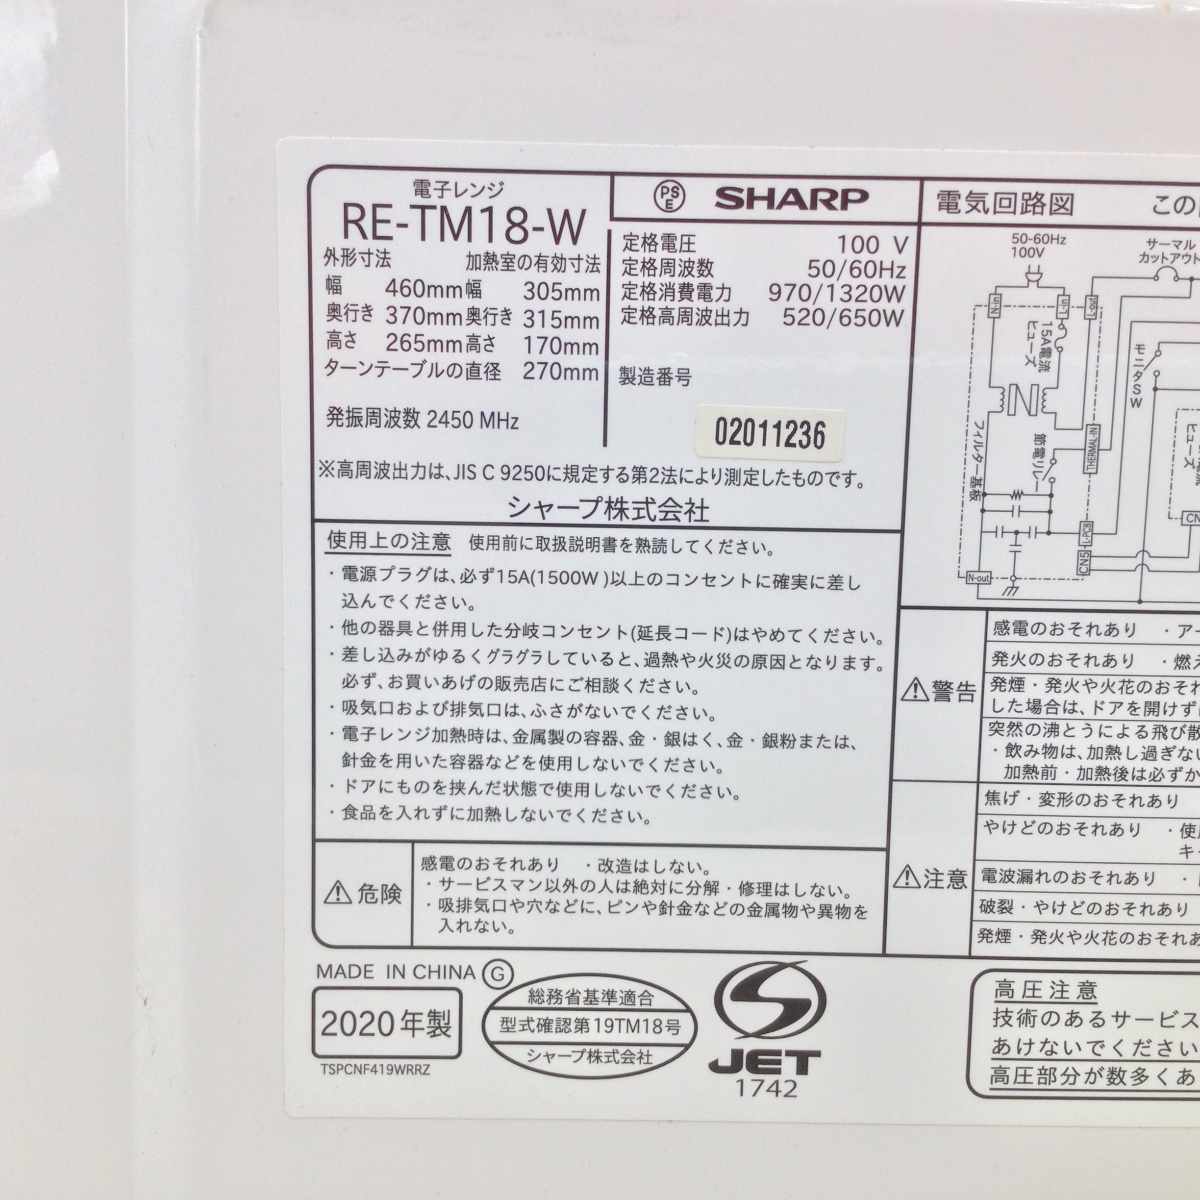 電子レンジ
RE-TM18-W
外形寸法 加熱室の有効寸法
幅 460mm 幅 305mm
奥行き 370mm 奥行き 315mm
高さ 265mm 高さ 170mm
ターンテーブルの直径 270mm
発振周波数 2450 MHz
PS
E
SHARP
定格電圧 100 V
定格周波数 50/60Hz
定格消費電力 970/1320W
定格高周波出力 520/650W
製造番号
02011236
※高周波出力は、JIS C 9250に規定する第2法により測定したものです。
シャープ株式会社
使用上の注意 使用前に取扱説明書を熟読してください。
・電源プラグは、必ず15A(1500W)以上のコンセントに確実に差し
込んでください。
・他の器具と併用した分岐コンセント(延長コード)はやめてください。
・差し込みがゆるくグラグラしていると、過熱や火災の原因となります。
必ず、お買いあげの販売店にご相談ください。
・吸気口および排気口は、ふさがないでください。
・電子レンジ加熱時は、金属製の容器、金・銀はく、金・銀粉または、
針金を用いた容器などを使用しないでください。
・ドアにものを挟んだ状態で使用しないでください。
・食品を入れずに加熱しないでください。
⚠危険
感電のおそれあり ・改造はしない。
・サービスマン以外の人は絶対に分解・修理はしない。
・吸排気口や穴などに、ピンや針金などの金属物や異物を
入れない。
電気回路図 この
50-60Hz
100V
サーマル
カットアウト
15A電流
ヒューズ
モニタSW
フィルター基板
節電リレー
THERMAL-IN
CN5
N-out
CN
ヒューズ
⚠警告
感電のおそれあり ・アー
発火のおそれあり ・燃え
発煙・発火や火花のおそれ
した場合は、ドアを開けず
突然の沸とうによる飛び散
・飲み物は、加熱し過ぎない
加熱前・加熱後は必ずか
⚠注意
焦げ・変形のおそれあり
やけどのおそれあり ・使
キ
電波漏れのおそれあり ・
破裂・やけどのおそれあり
発煙・発火や火花のおそれあ
MADE IN CHINA G
2020年製
TSPCNF419WRRZ
総務省基準適合
型式確認第19TM18号
シャープ株式会社
JET
1742
高圧注意
技術のあるサービス
あけないでください
高圧部分が数多くあ